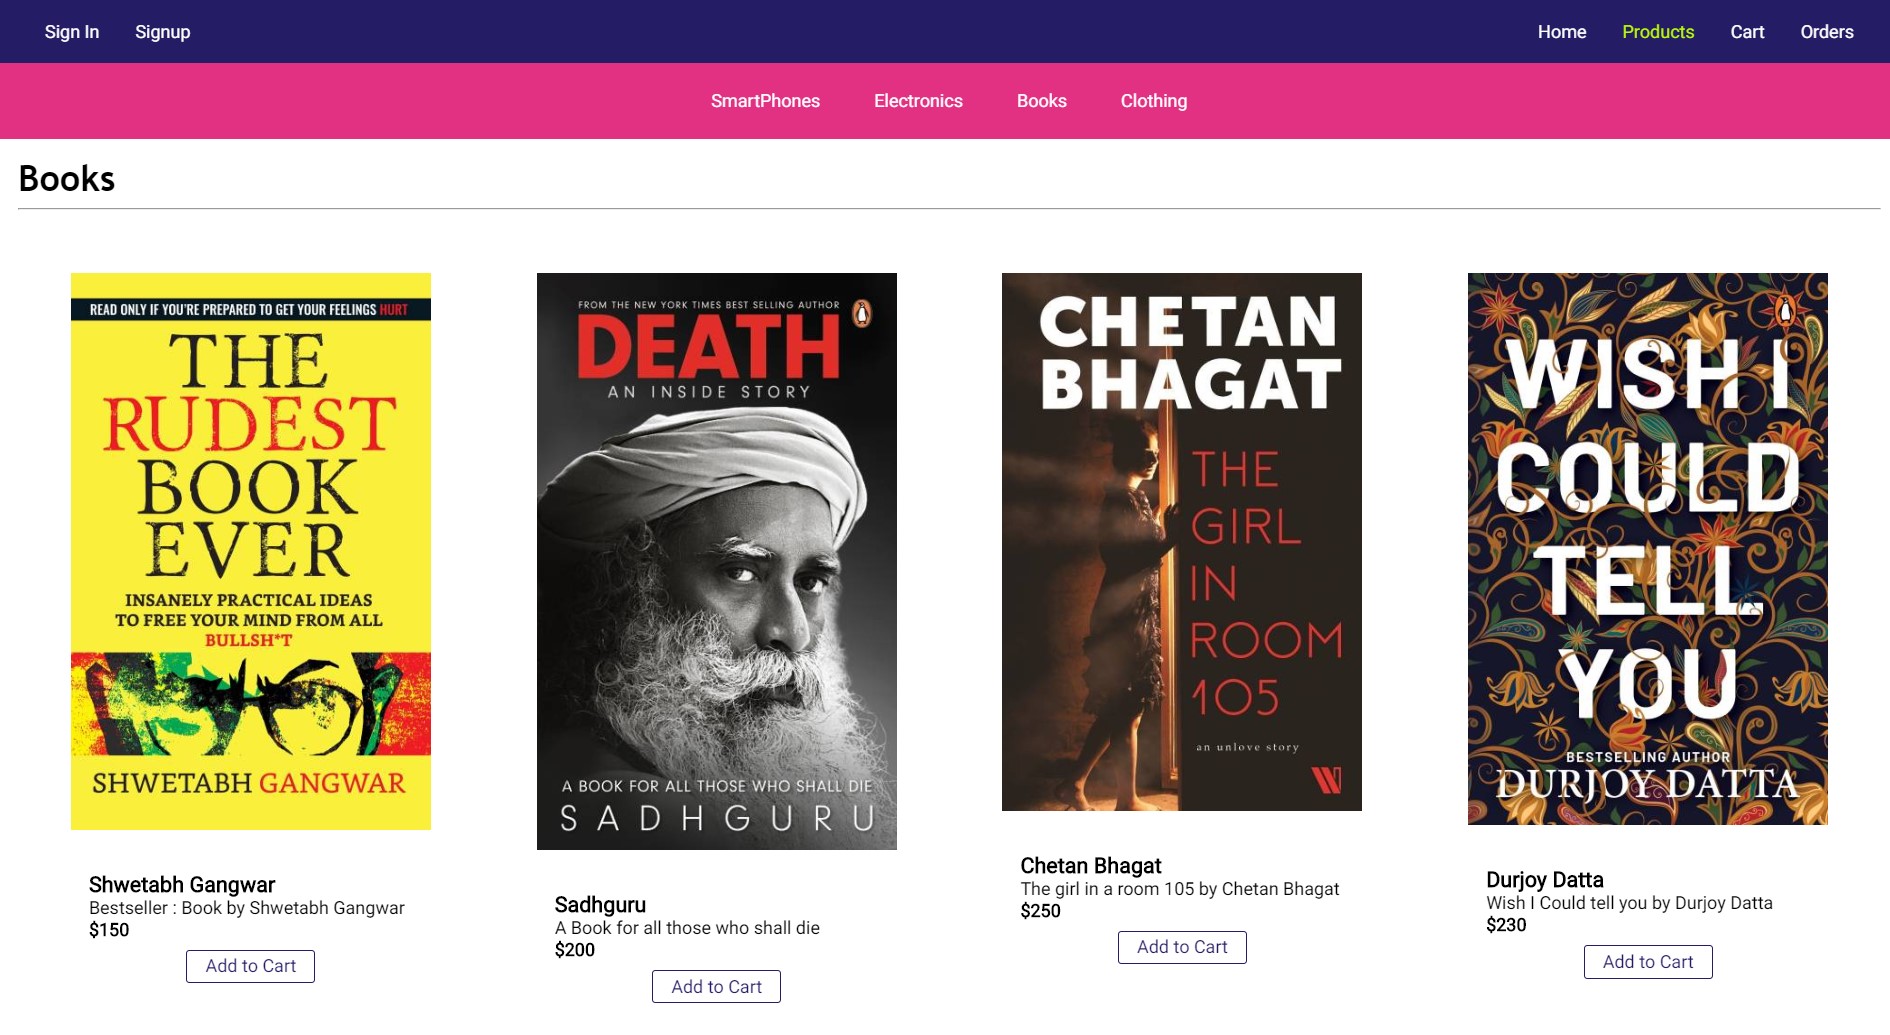 Sign In Signup Home Products Cart Orders
SmartPhones Electronics Books Clothing
Books
READ ONLY IF YOU'RE PREPARED TO GET YOUR FEELINGS HURT
THE
RUDEST
BOOK
EVER
INSANELY PRACTICAL IDEAS
TO FREE YOUR MIND FROM ALL
BULLSH*T
SHWETABH GANGWAR
Shwetabh Gangwar
Bestseller : Book by Shwetabh Gangwar
$150
Add to Cart
FROM THE NEW YORK TIMES BEST SELLING AUTHOR
DEATH
AN INSIDE STORY
A BOOK FOR ALL THOSE WHO SHALL DIE
SADHGURU
Sadhguru
A Book for all those who shall die
$200
Add to Cart
CHETAN
BHAGAT
THE
GIRL
IN
ROOM
105
an unlove story
W
Chetan Bhagat
The girl in a room 105 by Chetan Bhagat
$250
Add to Cart
WISH I
COULD
TELL
YOU
BESTSELLING AUTHOR
DURJOY DATTA
Durjoy Datta
Wish I Could tell you by Durjoy Datta
$230
Add to Cart